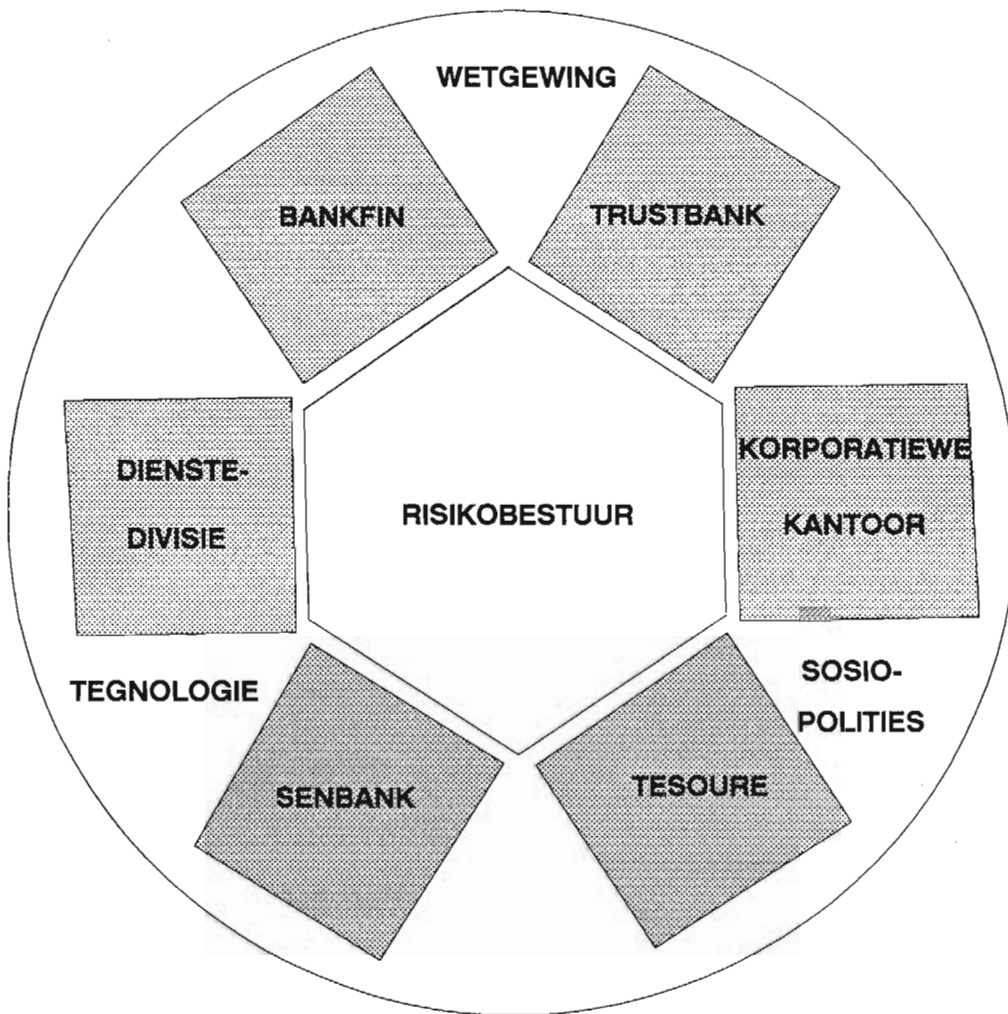 WETGEWING
BANKFIN
TRUSTBANK
DIENSTE-
DIVISIE
RISIKOBESTUUR
KORPORATIEWE
KANTOOR
TEGNOLOGIE
SOSIO-
POLITIES
SENBANK
TESOURE